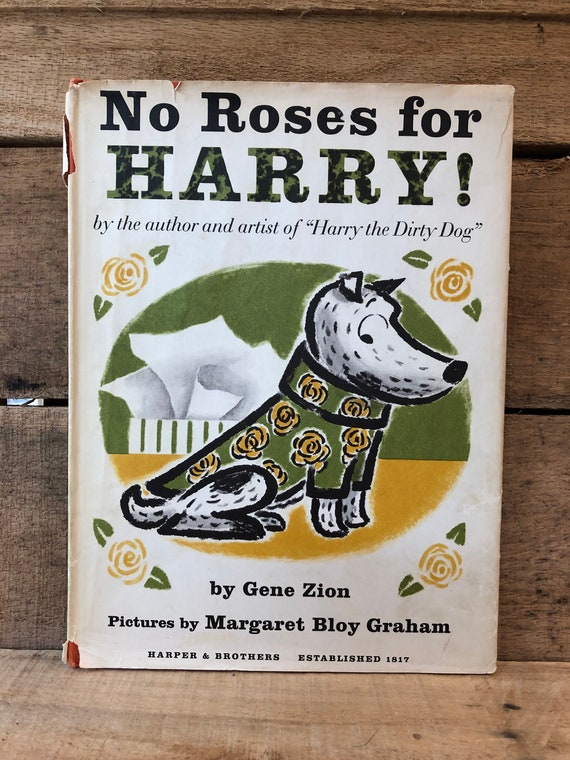 No Roses for
HARRY!
by the author and artist of "Harry the Dirty Dog"
by Gene Zion
Pictures by Margaret Bloy Graham
HARPER & BROTHERS ESTABLISHED 1817